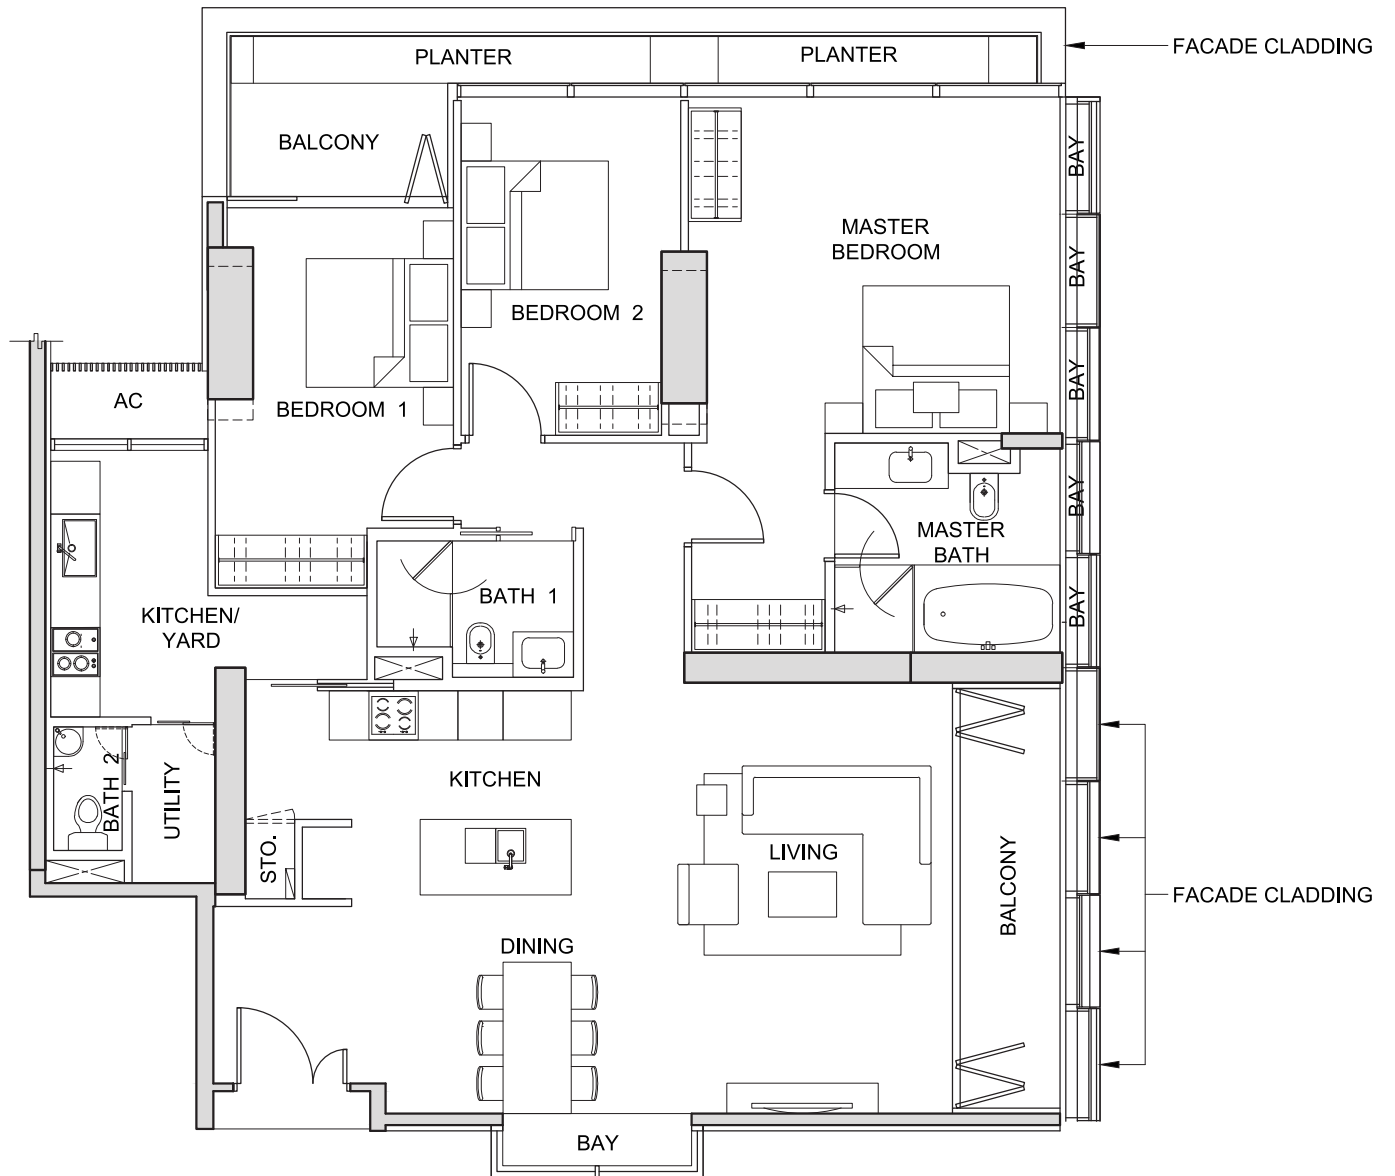 FACADE CLADDING
PLANTER
PLANTER
BALCONY
BAY
MASTER
BEDROOM
BAY
BEDROOM 2
BAY
AC
BEDROOM 1
BAY
MASTER
BATH
BATH 1
BAY
KITCHEN/
YARD
KITCHEN
BATH 2
UTILITY
STO.
LIVING
BALCONY
FACADE CLADDING
DINING
BAY